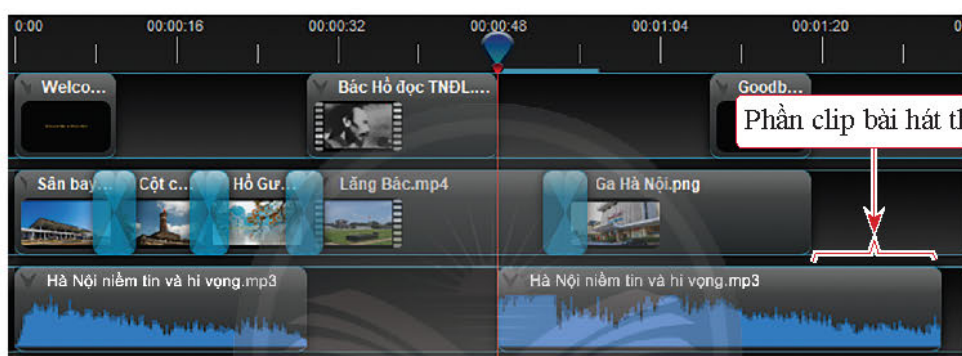 0:00 00:00:16 00:00:32 00:00:48 00:01:04 00:01:20 0
Welco... Bác Hồ đọc TNĐL.... Goodb...
Phần clip bài hát th
Sân bay... Cột c... Hồ Gư... Lăng Bác.mp4 Ga Hà Nội.png
Hà Nội niềm tin và hi vọng.mp3 Hà Nội niềm tin và hi vọng.mp3